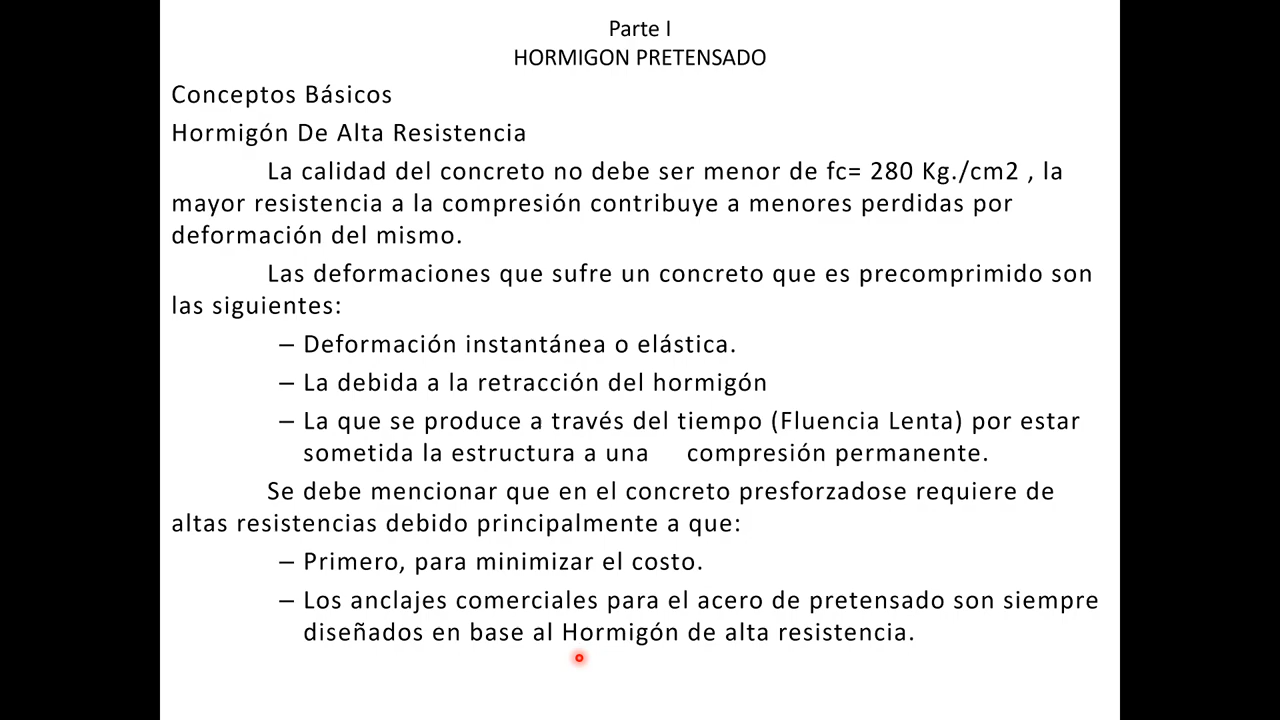 Parte I
HORMIGON PRETENSADO
Conceptos Básicos
Hormigón De Alta Resistencia
La calidad del concreto no debe ser menor de fc= 280 Kg./cm2 , la
mayor resistencia a la compresión contribuye a menores perdidas por
deformación del mismo.
Las deformaciones que sufre un concreto que es precomprimido son
las siguientes:
– Deformación instantánea o elástica.
– La debida a la retracción del hormigón
– La que se produce a través del tiempo (Fluencia Lenta) por estar
sometida la estructura a una compresión permanente.
Se debe mencionar que en el concreto presforzadose requiere de
altas resistencias debido principalmente a que:
– Primero, para minimizar el costo.
– Los anclajes comerciales para el acero de pretensado son siempre
diseñados en base al Hormigón de alta resistencia.